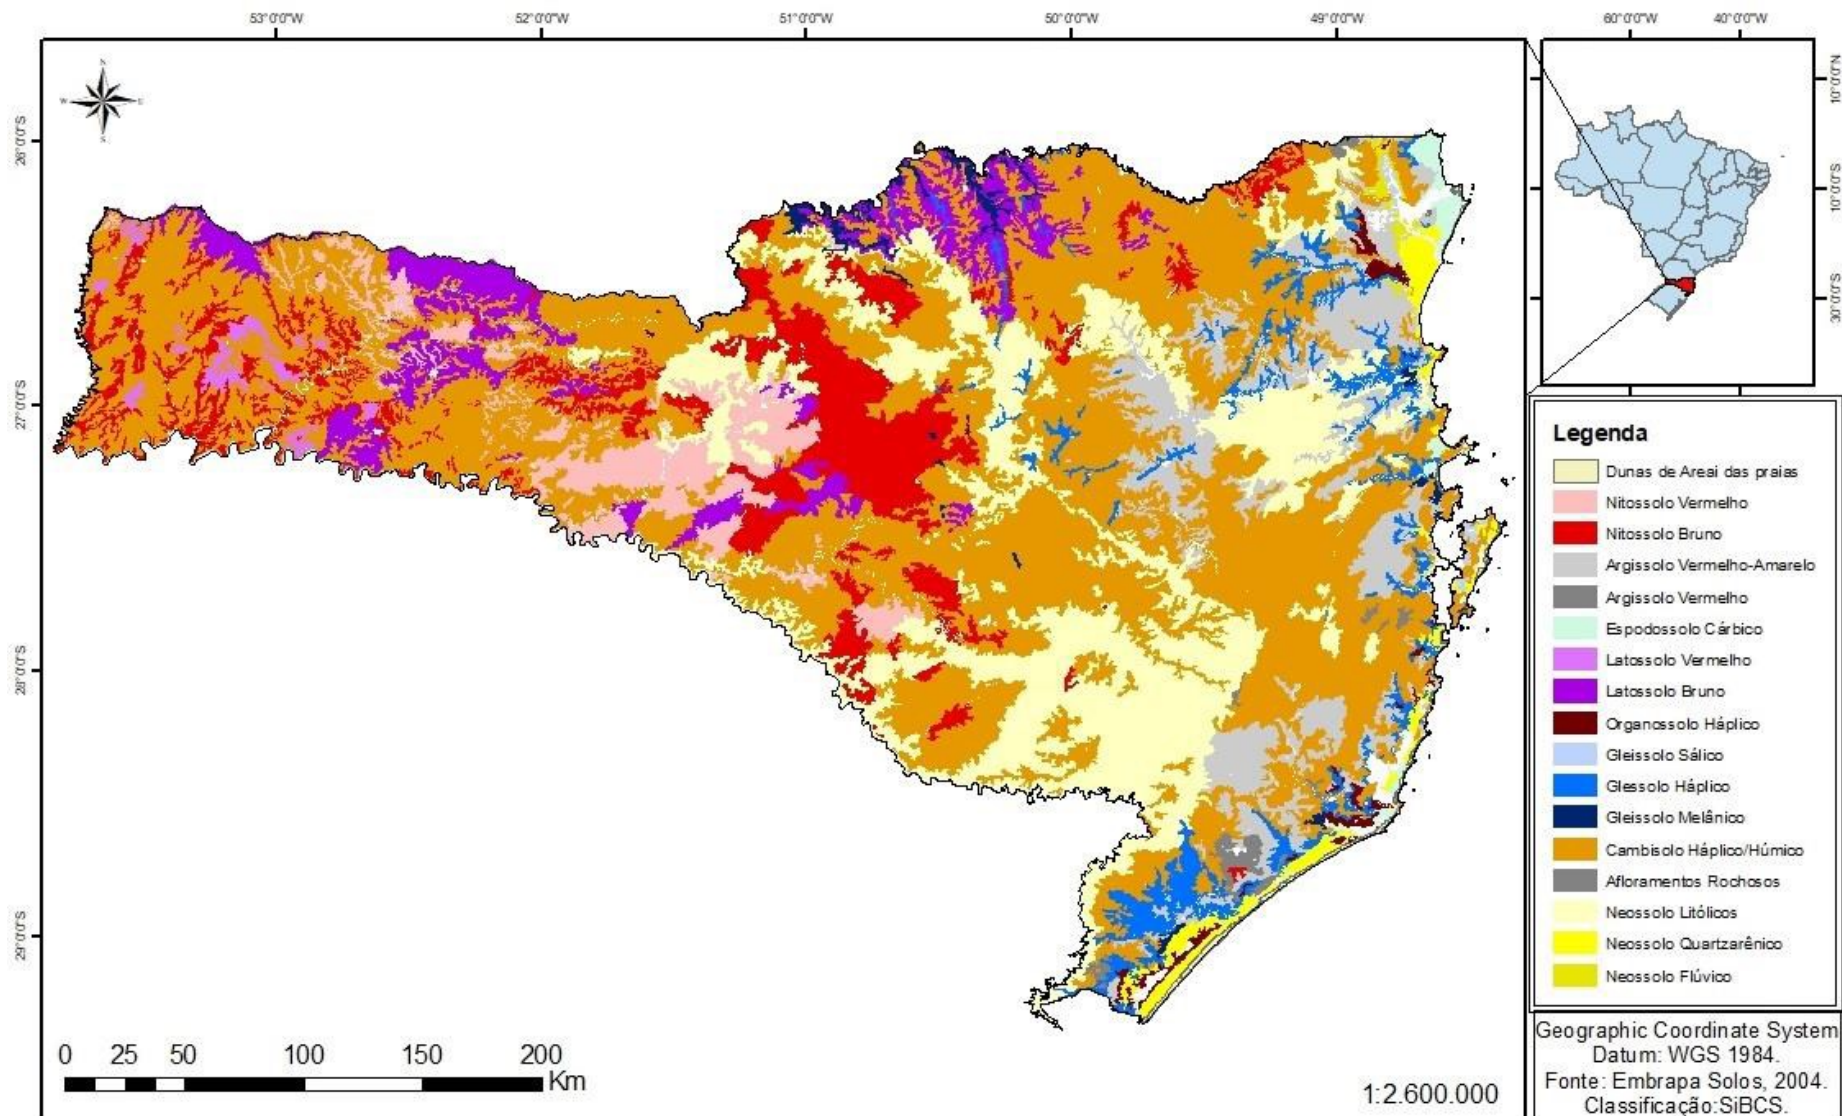 53°0'0"W 52°0'0"W 51°0'0"W 50°0'0"W 49°0'0"W
60°0'0"W 40°0'0"W
N
W E
S
26°0'0"S
27°0'0"S
28°0'0"S
29°0'0"S
10°0'0"N
0°0'0"
10°0'0"S
30°0'0"S
Legenda
Dunas de Areai das praias
Nitossolo Vermelho
Nitossolo Bruno
Argissolo Vermelho-Amarelo
Argissolo Vermelho
Espodossolo Cárbico
Latossolo Vermelho
Latossolo Bruno
Organossolo Háplico
Gleissolo Sálico
Glessolo Háplico
Gleissolo Melânico
Cambisolo Háplico/Húmico
Afloramentos Rochosos
Neossolo Litólicos
Neossolo Quartzarênico
Neossolo Flúvico
0 25 50 100 150 200
Km
1:2.600.000
Geographic Coordinate System
Datum: WGS 1984.
Fonte: Embrapa Solos, 2004.
Classificação:SiBCS.